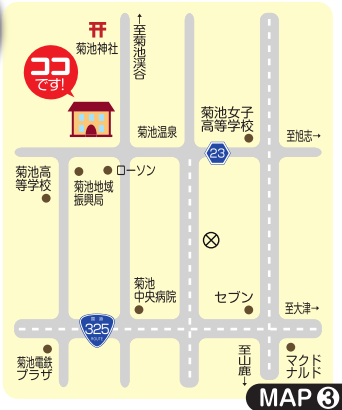 菊池神社
至菊池渓谷
ココ
です!
菊池女子
高等学校
菊池温泉
至旭志→
23
菊池高
等学校
菊池地域
振興局
ローソン
菊池
中央病院
セブン
至大津→
国道
325
ROUTE
菊池電鉄
プラザ
至山鹿
マクド
ナルド
MAP 3